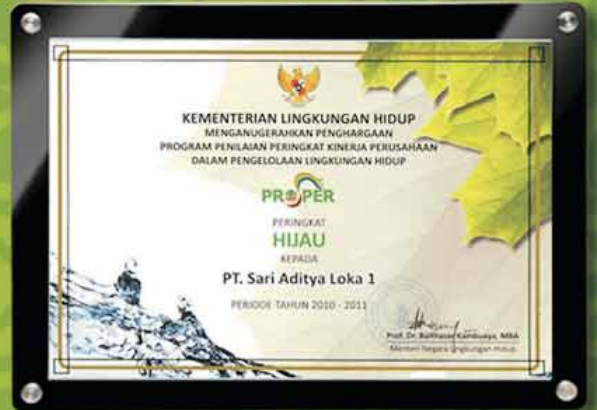 KEMENTERIAN LINGKUNGAN HIDUP
MENGANUGERAHKAN PENGHARGAAN
PROGRAM PENILAIAN PERINGKAT KINERJA PERUSAHAAN
DALAM PENGELOLAAN LINGKUNGAN HIDUP
PROPER
PERINGKAT
HIJAU
KEPADA
PT. Sari Aditya Loka 1
PERIODE TAHUN 2010 - 2011
Prof. Dr. Balthasar Kambuaya, MBA
Menteri Negara Lingkungan Hidup